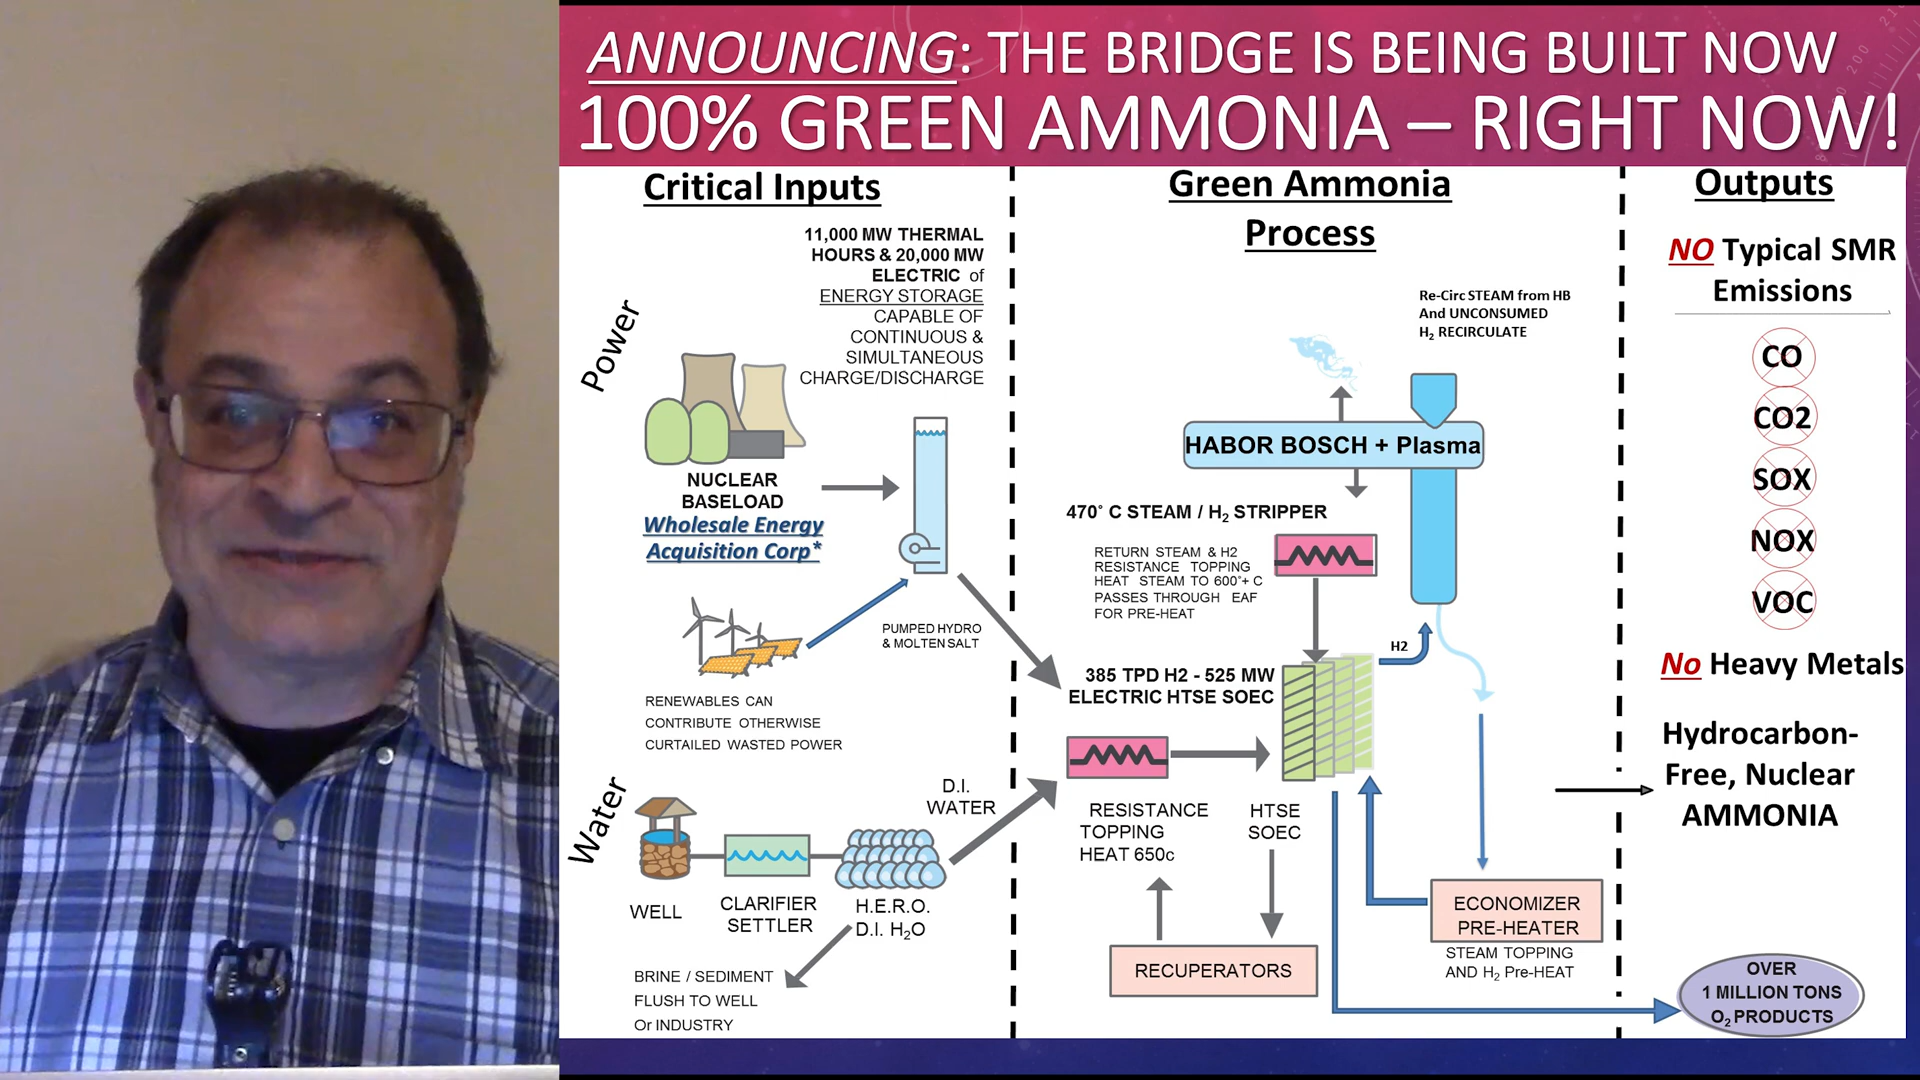 ANNOUNCING: THE BRIDGE IS BEING BUILT NOW
100% GREEN AMMONIA – RIGHT NOW!
Critical Inputs
Power
11,000 MW THERMAL
HOURS & 20,000 MW
ELECTRIC of
ENERGY STORAGE
CAPABLE OF
CONTINUOUS &
SIMULTANEOUS
CHARGE/DISCHARGE
NUCLEAR
BASELOAD
Wholesale Energy
Acquisition Corp*
PUMPED HYDRO
& MOLTEN SALT
RENEWABLES CAN
CONTRIBUTE OTHERWISE
CURTAILED WASTED POWER
Water
D.I.
WATER
WELL
CLARIFIER
SETTLER
H.E.R.O.
D.I. H2O
BRINE / SEDIMENT
FLUSH TO WELL
Or INDUSTRY
Green Ammonia
Process
Re-Circ STEAM from HB
And UNCONSUMED
H2 RECIRCULATE
HABOR BOSCH + Plasma
470° C STEAM / H2 STRIPPER
RETURN STEAM & H2
RESISTANCE TOPPING
HEAT STEAM TO 600°+ C
PASSES THROUGH EAF
FOR PRE-HEAT
H2
385 TPD H2 - 525 MW
ELECTRIC HTSE SOEC
RESISTANCE
TOPPING
HEAT 650c
HTSE
SOEC
RECUPERATORS
ECONOMIZER
PRE-HEATER
STEAM TOPPING
AND H2 Pre-HEAT
Outputs
NO Typical SMR
Emissions
CO
CO2
SOX
NOX
VOC
No Heavy Metals
Hydrocarbon-
Free, Nuclear
AMMONIA
OVER
1 MILLION TONS
O2 PRODUCTS